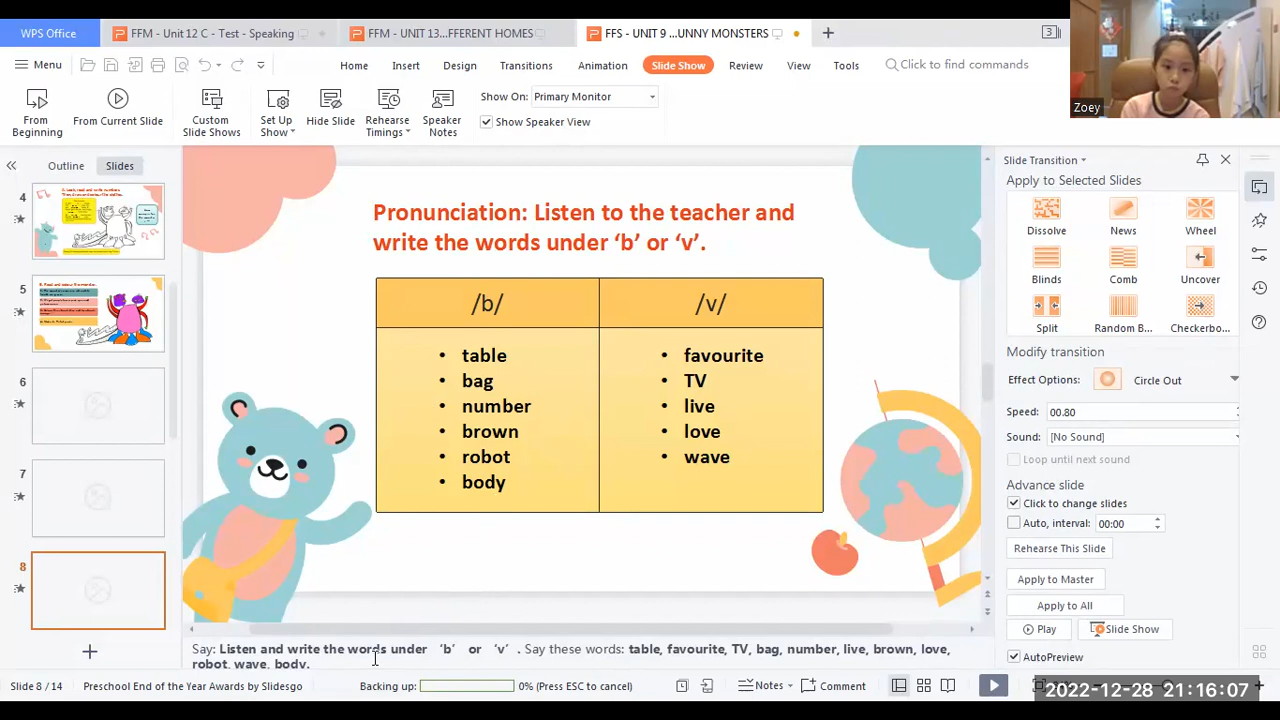 WPS Office
FFM - Unit 12 C - Test - Speaking
FFM - UNIT 13...FFERENT HOMES
FFS - UNIT 9 ...UNNY MONSTERS
3
Menu
Home
Insert
Design
Transitions
Animation
Slide Show
Review
View
Tools
Click to find commands
Zoey
From
Beginning
From Current Slide
Custom
Slide Shows
Set Up
Show
Hide Slide
Rehearse
Timings
Speaker
Notes
Show On:
Primary Monitor
Show Speaker View
Outline
Slides
4
5
6
7
8
Pronunciation: Listen to the teacher and
write the words under ‘b’ or ‘v’.
/b/
/v/
• table
• bag
• number
• brown
• robot
• body
• favourite
• TV
• live
• love
• wave
Slide Transition
Apply to Selected Slides
Dissolve
News
Wheel
Blinds
Comb
Uncover
Split
Random B...
Checkerbo...
Modify transition
Effect Options:
Circle Out
Speed:
00.80
Sound:
[No Sound]
Loop until next sound
Advance slide
Click to change slides
Auto, interval:
00:00
Rehearse This Slide
Apply to Master
Apply to All
Play
Slide Show
AutoPreview
Say: Listen and write the words under ‘b’ or ‘v’ . Say these words: table, favourite, TV, bag, number, live, brown, love,
robot, wave, body.
Slide 8 / 14
Preschool End of the Year Awards by Slidesgo
Backing up:
0% (Press ESC to cancel)
Notes
Comment
2022-12-28 21:16:07